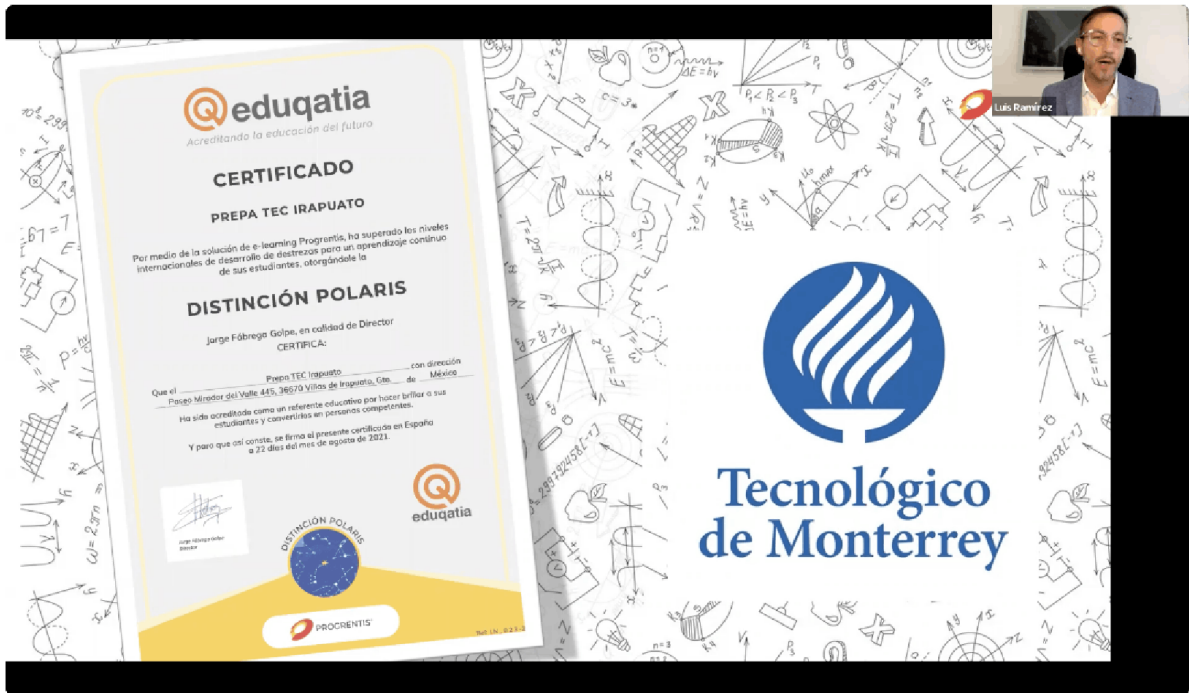 eduqatia
Acreditando la educación del futuro
CERTIFICADO
PREPA TEC IRAPUATO
Por medio de la solución de e-learning Progrentis, ha superado los niveles
internacionales de desarrollo de destrezas para un aprendizaje continuo
de sus estudiantes, otorgándole la
DISTINCIÓN POLARIS
Jorge Fábrega Golpe, en calidad de Director
CERTIFICA:
Que el Prepa TEC Irapuato con dirección
Paseo Mirador del Valle 445, 36670 Villas de Irapuato, Gto. de México
Ha sido acreditado como un referente educativo por hacer brillar a sus
estudiantes y convertirlos en personas competentes.
Y para que así conste, se firma el presente certificado en España
a 22 días del mes de agosto de 2021.
Jorge Fábrega Golpe
Director
eduqatia
DISTINCIÓN POLARIS
PROGRENTIS
Luis Ramírez
Tecnológico
de Monterrey